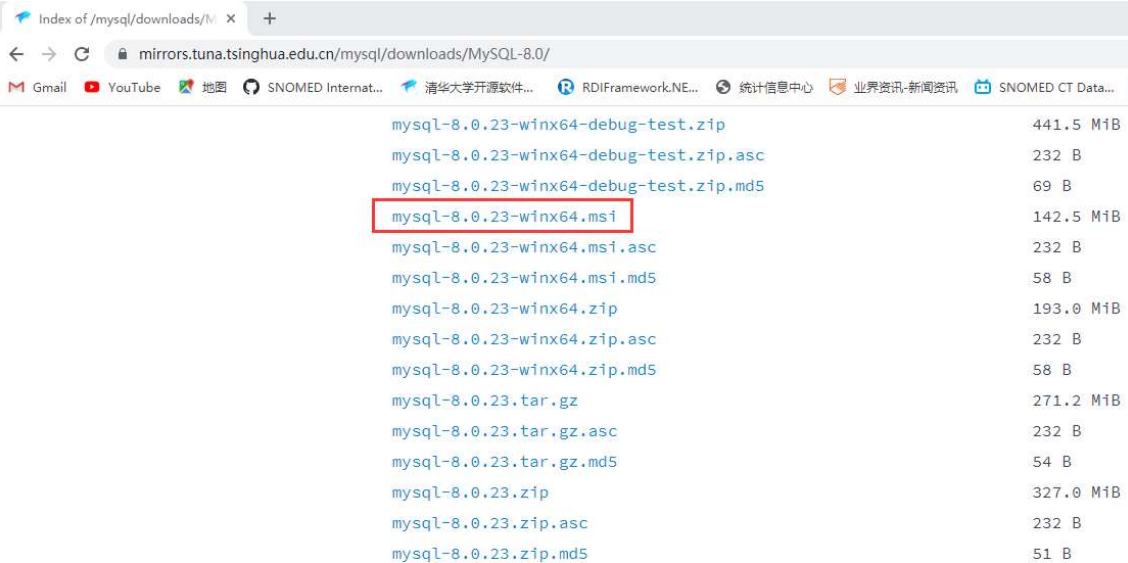 Index of /mysql/downloads/M
mirrors.tuna.tsinghua.edu.cn/mysql/downloads/MySQL-8.0/
Gmail YouTube 地图 SNOMED Internat... 清华大学开源软件... RDIFramework.NE... 统计信息中心 业界资讯-新闻资讯 SNOMED CT Data...
mysql-8.0.23-winx64-debug-test.zip 441.5 MiB
mysql-8.0.23-winx64-debug-test.zip.asc 232 B
mysql-8.0.23-winx64-debug-test.zip.md5 69 B
mysql-8.0.23-winx64.msi 142.5 MiB
mysql-8.0.23-winx64.msi.asc 232 B
mysql-8.0.23-winx64.msi.md5 58 B
mysql-8.0.23-winx64.zip 193.0 MiB
mysql-8.0.23-winx64.zip.asc 232 B
mysql-8.0.23-winx64.zip.md5 58 B
mysql-8.0.23.tar.gz 271.2 MiB
mysql-8.0.23.tar.gz.asc 232 B
mysql-8.0.23.tar.gz.md5 54 B
mysql-8.0.23.zip 327.0 MiB
mysql-8.0.23.zip.asc 232 B
mysql-8.0.23.zip.md5 51 B